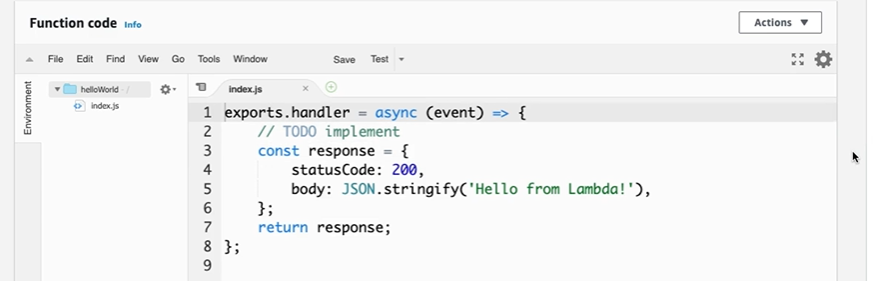 Function code Info
Actions
File Edit Find View Go Tools Window Save Test
Environment
helloWorld - /
index.js
index.js
1 exports.handler = async (event) => {
2     // TODO implement
3     const response = {
4         statusCode: 200,
5         body: JSON.stringify('Hello from Lambda!'),
6     };
7     return response;
8 };
9